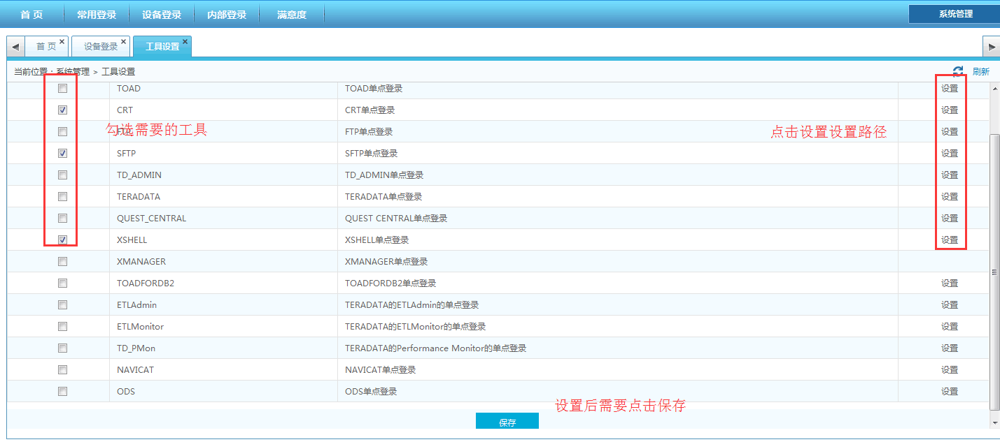 首 页 常用登录 设备登录 内部登录 满意度 系统管理
首 页 设备登录 工具设置
当前位置：系统管理 > 工具设置 刷新
TOAD TOAD单点登录 设置
CRT CRT单点登录 设置
勾选需要的工具 点击设置设置路径
FTP FTP单点登录 设置
SFTP SFTP单点登录 设置
TD_ADMIN TD_ADMIN单点登录 设置
TERADATA TERADATA单点登录 设置
QUEST_CENTRAL QUEST CENTRAL单点登录 设置
XSHELL XSHELL单点登录 设置
XMANAGER XMANAGER单点登录
TOADFORDB2 TOADFORDB2单点登录 设置
ETLAdmin TERADATA的ETLAdmin的单点登录 设置
ETLMonitor TERADATA的ETLMonitor的单点登录 设置
TD_PMon TERADATA的Performance Monitor的单点登录 设置
NAVICAT NAVICAT单点登录 设置
ODS ODS单点登录 设置
设置后需要点击保存
保存